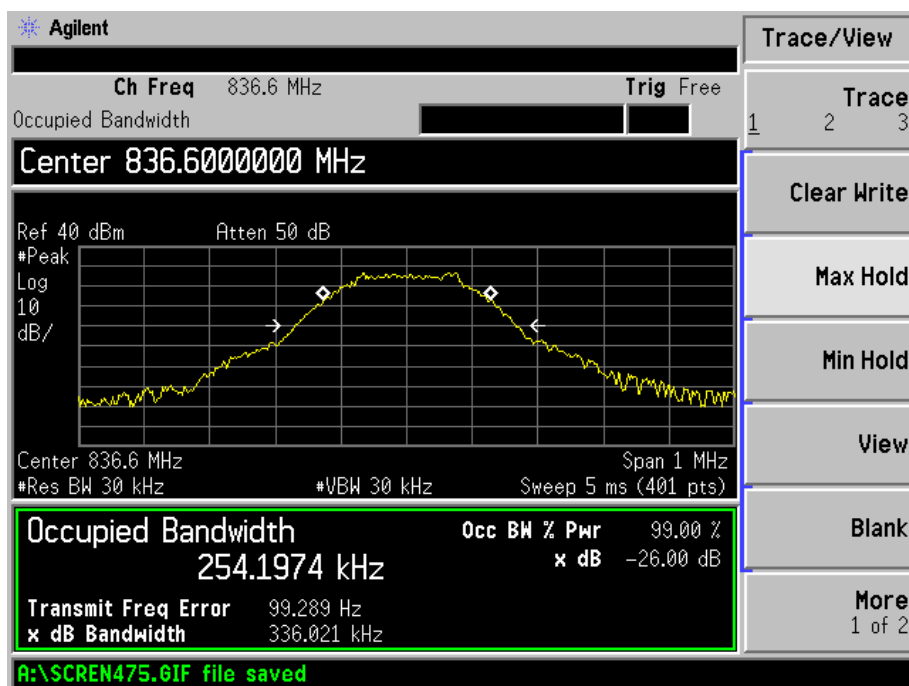 Agilent
Trace/View
Ch Freq 836.6 MHz Trig Free
Occupied Bandwidth
Trace
1 2 3
Center 836.6000000 MHz
Clear Write
Ref 40 dBm Atten 50 dB
#Peak
Log
10
dB/
Max Hold
Min Hold
View
Center 836.6 MHz Span 1 MHz
#Res BW 30 kHz #VBW 30 kHz Sweep 5 ms (401 pts)
Occupied Bandwidth Occ BW % Pwr 99.00 %
254.1974 kHz x dB -26.00 dB
Blank
Transmit Freq Error 99.289 Hz
x dB Bandwidth 336.021 kHz
More
1 of 2
A:\SCREN475.GIF file saved